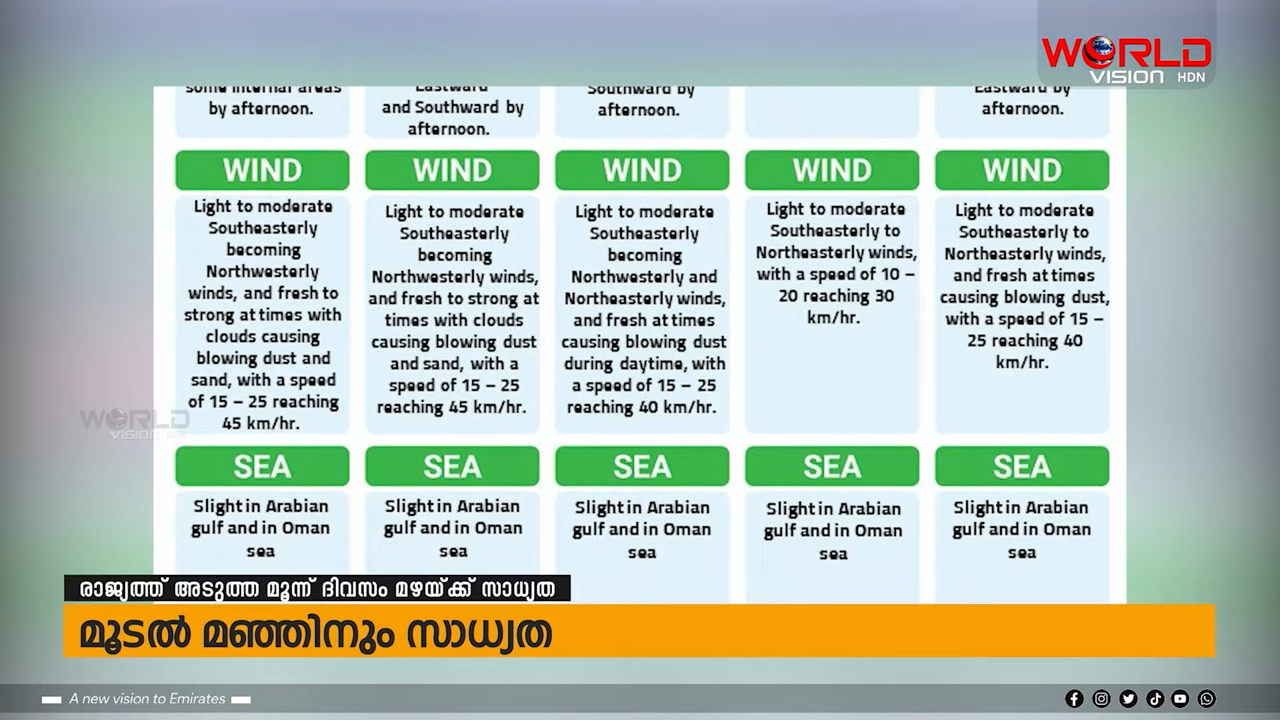 WORLD
VISION HDN
some internal areas
by afternoon.
Eastward
and Southward by
afternoon.
Southward by
afternoon.
Eastward by
afternoon.
WIND
WIND
WIND
WIND
WIND
Light to moderate
Southeasterly
becoming
Northwesterly
winds, and fresh to
strong at times with
clouds causing
blowing dust and
sand, with a speed
of 15 – 25 reaching
45 km/hr.
Light to moderate
Southeasterly
becoming
Northwesterly winds,
and fresh to strong at
times with clouds
causing blowing dust
and sand, with a
speed of 15 – 25
reaching 45 km/hr.
Light to moderate
Southeasterly
becoming
Northwesterly and
Northeasterly winds,
and fresh at times
causing blowing dust
during daytime, with
a speed of 15 – 25
reaching 40 km/hr.
Light to moderate
Southeasterly to
Northeasterly winds,
with a speed of 10 –
20 reaching 30
km/hr.
Light to moderate
Southeasterly to
Northeasterly winds,
and fresh at times
causing blowing dust,
with a speed of 15 –
25 reaching 40
km/hr.
WORLD
VISION HDN
SEA
SEA
SEA
SEA
SEA
Slight in Arabian
gulf and in Oman
sea
Slight in Arabian
gulf and in Oman
sea
Slight in Arabian
gulf and in Oman
sea
Slight in Arabian
gulf and in Oman
sea
Slight in Arabian
gulf and in Oman
sea
രാജ്യത്ത് അടുത്ത മൂന്ന് ദിവസം മഴയ്ക്ക് സാധ്യത
മൂടൽ മഞ്ഞിനും സാധ്യത
A new vision to Emirates